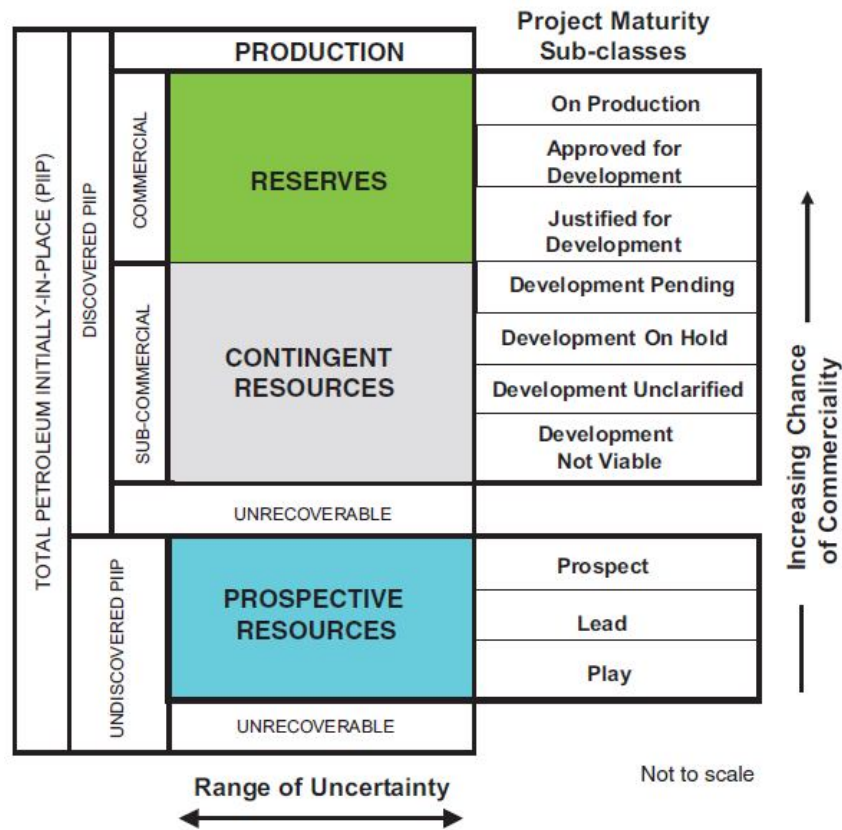 Project Maturity
Sub-classes
PRODUCTION
TOTAL PETROLEUM INITIALLY-IN-PLACE (PIIP)
DISCOVERED PIIP
COMMERCIAL
RESERVES
On Production
Approved for
Development
Justified for
Development
SUB-COMMERCIAL
CONTINGENT
RESOURCES
Development Pending
Development On Hold
Development Unclarified
Development
Not Viable
UNRECOVERABLE
UNDISCOVERED PIIP
PROSPECTIVE
RESOURCES
Prospect
Lead
Play
UNRECOVERABLE
Increasing Chance
of Commerciality
Range of Uncertainty
Not to scale